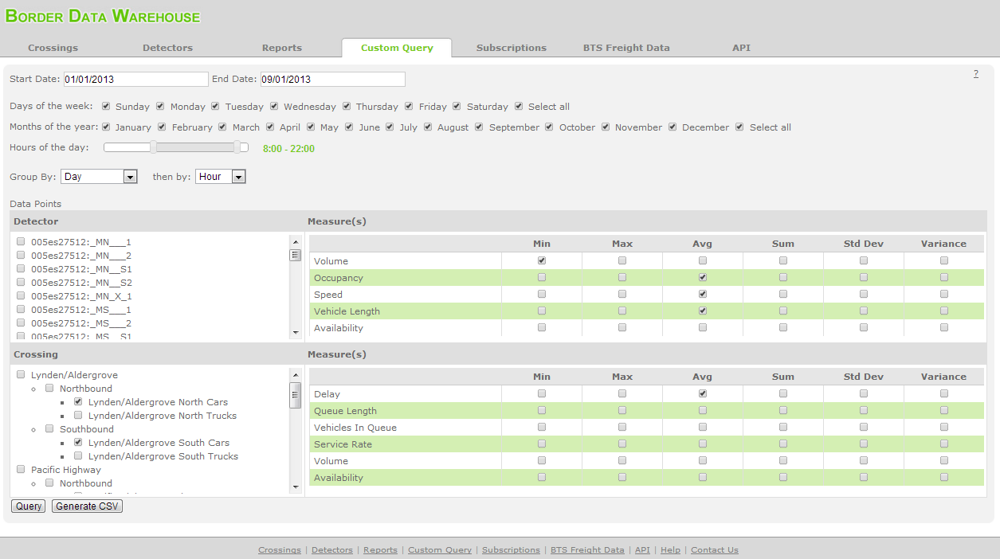 Border Data Warehouse
Crossings Detectors Reports Custom Query Subscriptions BTS Freight Data API
Start Date: 01/01/2013 End Date: 09/01/2013 ?
Days of the week: Sunday Monday Tuesday Wednesday Thursday Friday Saturday Select all
Months of the year: January February March April May June July August September October November December Select all
Hours of the day: 8:00 - 22:00
Group By: Day then by: Hour
Data Points
Detector Measure(s)
005es27512:_MN___1
005es27512:_MN___2
005es27512:_MN__S1
005es27512:_MN__S2
005es27512:_MN_X_1
005es27512:_MS___1
005es27512:_MS___2
005es27512:_MS__S1
Min Max Avg Sum Std Dev Variance
Volume
Occupancy
Speed
Vehicle Length
Availability
Crossing Measure(s)
Lynden/Aldergrove
Northbound
Lynden/Aldergrove North Cars
Lynden/Aldergrove North Trucks
Southbound
Lynden/Aldergrove South Cars
Lynden/Aldergrove South Trucks
Pacific Highway
Northbound
Min Max Avg Sum Std Dev Variance
Delay
Queue Length
Vehicles In Queue
Service Rate
Volume
Availability
Query Generate CSV
Crossings | Detectors | Reports | Custom Query | Subscriptions | BTS Freight Data | API | Help | Contact Us